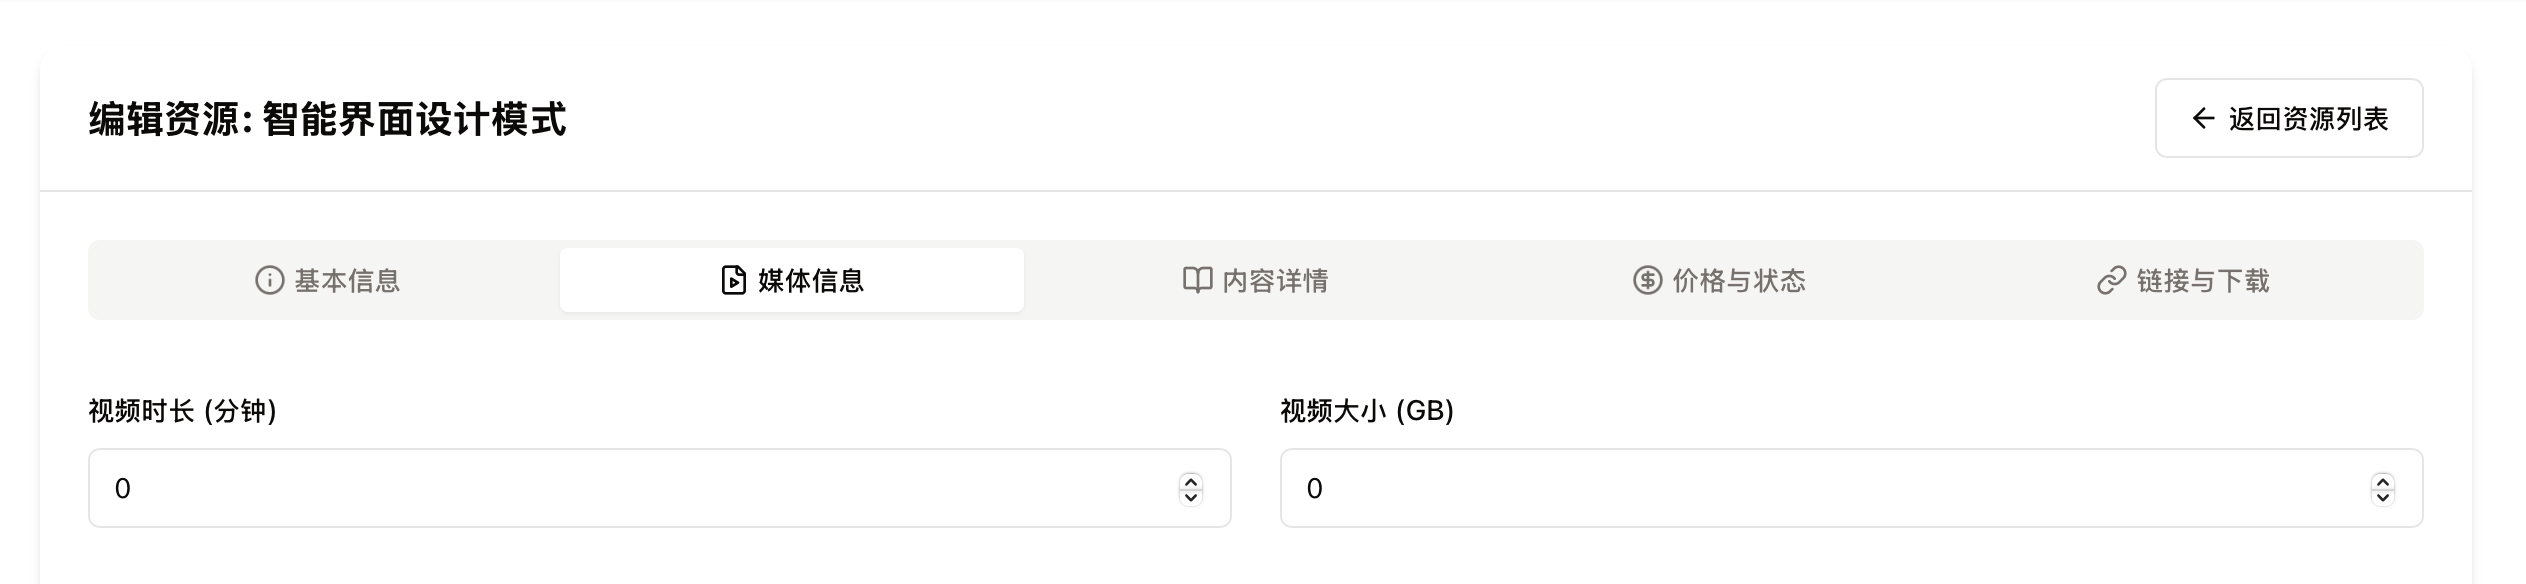 编辑资源: 智能界面设计模式
返回资源列表
基本信息
媒体信息
内容详情
价格与状态
链接与下载
视频时长 (分钟)
视频大小 (GB)
0
0